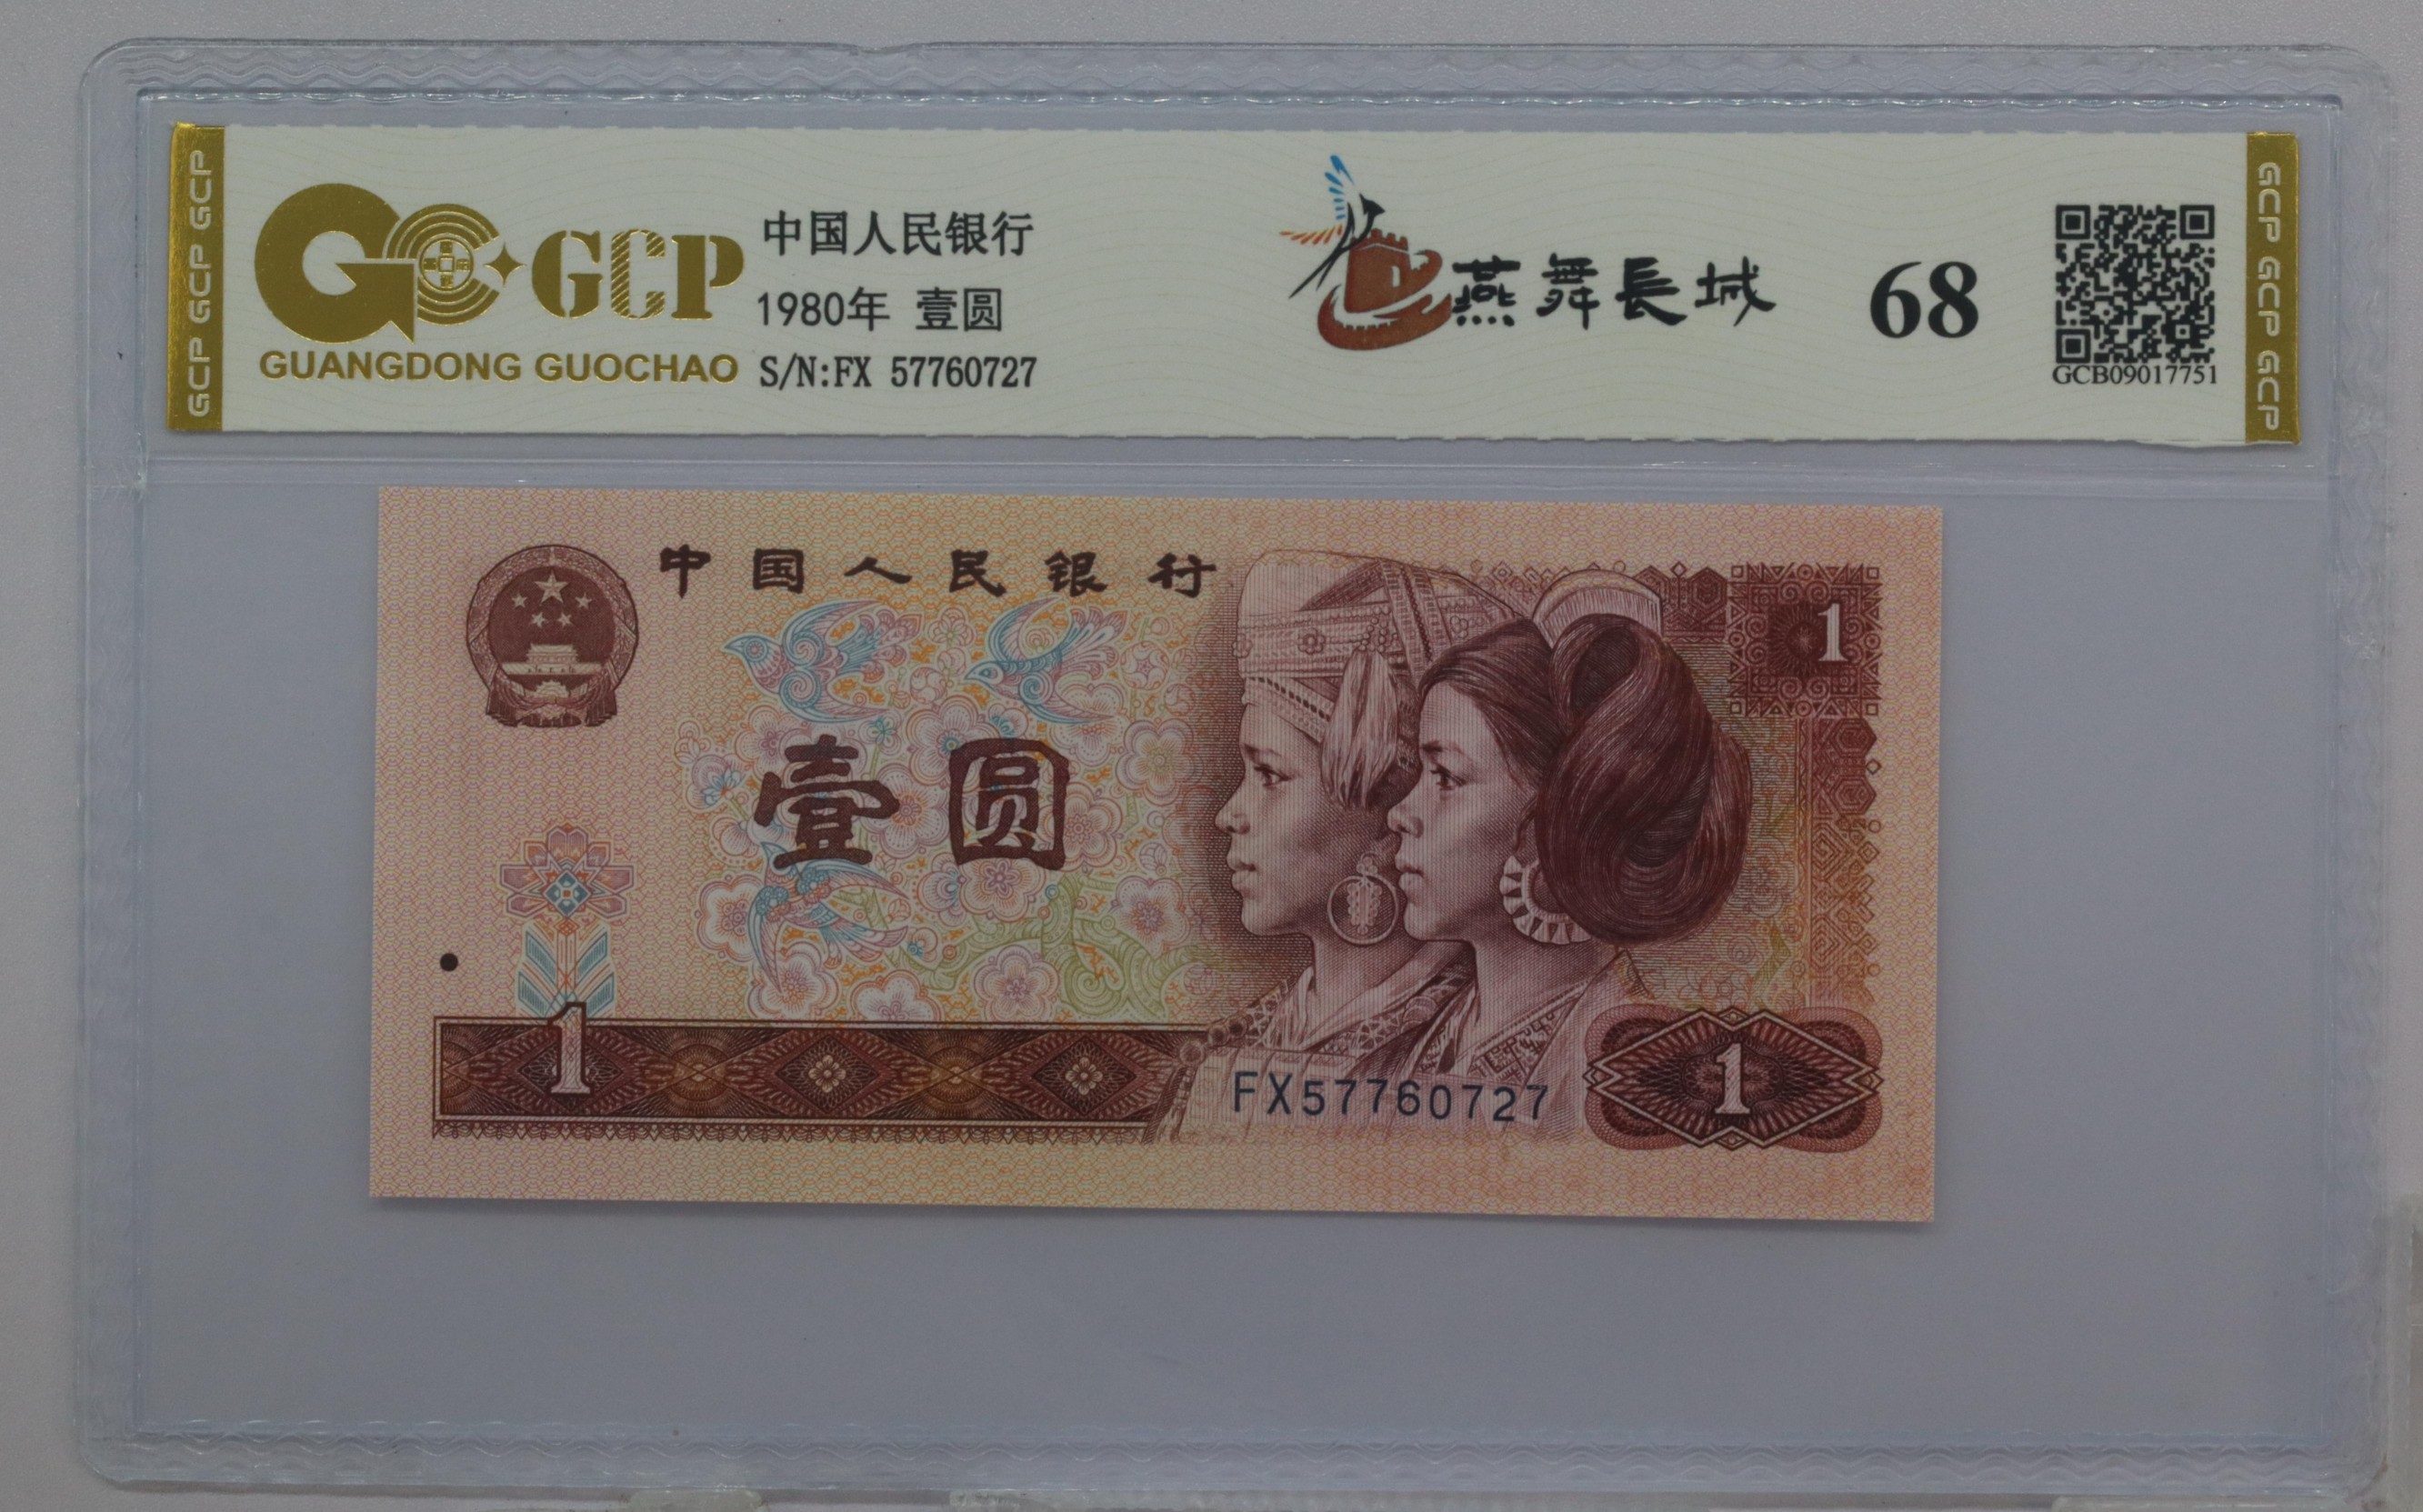 GCP GCP GCP
GCP
GUANGDONG GUOCHAO
中国人民银行
1980年 壹圆
S/N:FX 57760727
燕舞長城
68
GCB09017751
GCP GCP GCP
中国人民银行
1
壹圆
1
FX57760727
1